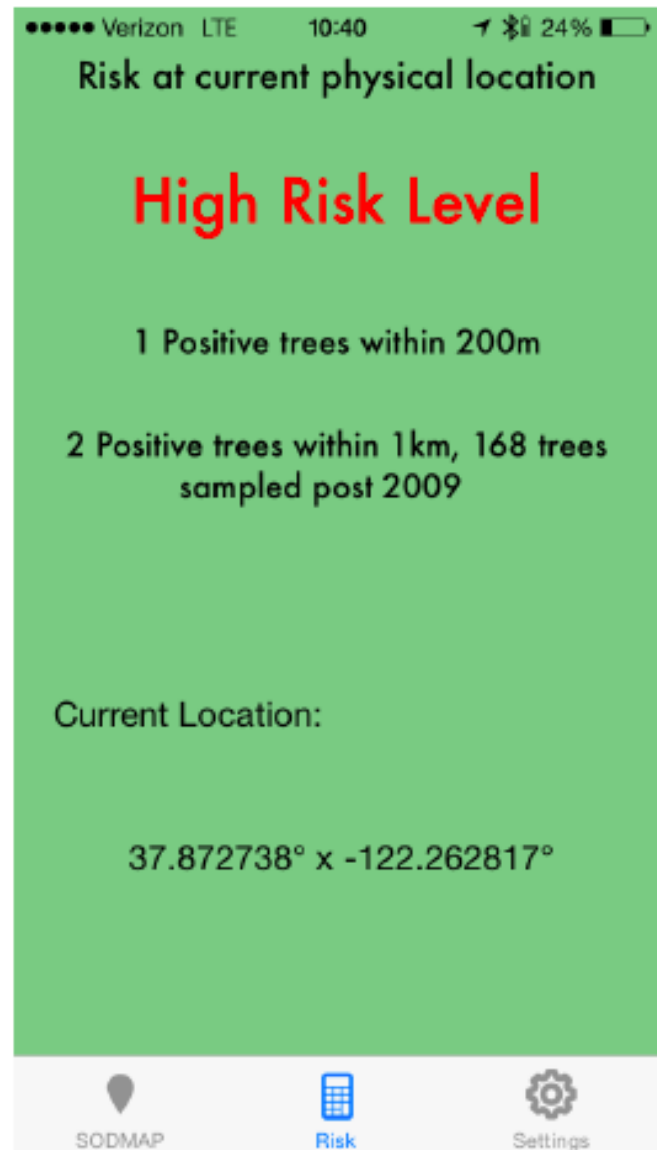 Verizon LTE 10:40 24%
Risk at current physical location
High Risk Level
1 Positive trees within 200m
2 Positive trees within 1km, 168 trees
sampled post 2009
Current Location:
37.872738° x -122.262817°
SODMAP Risk Settings